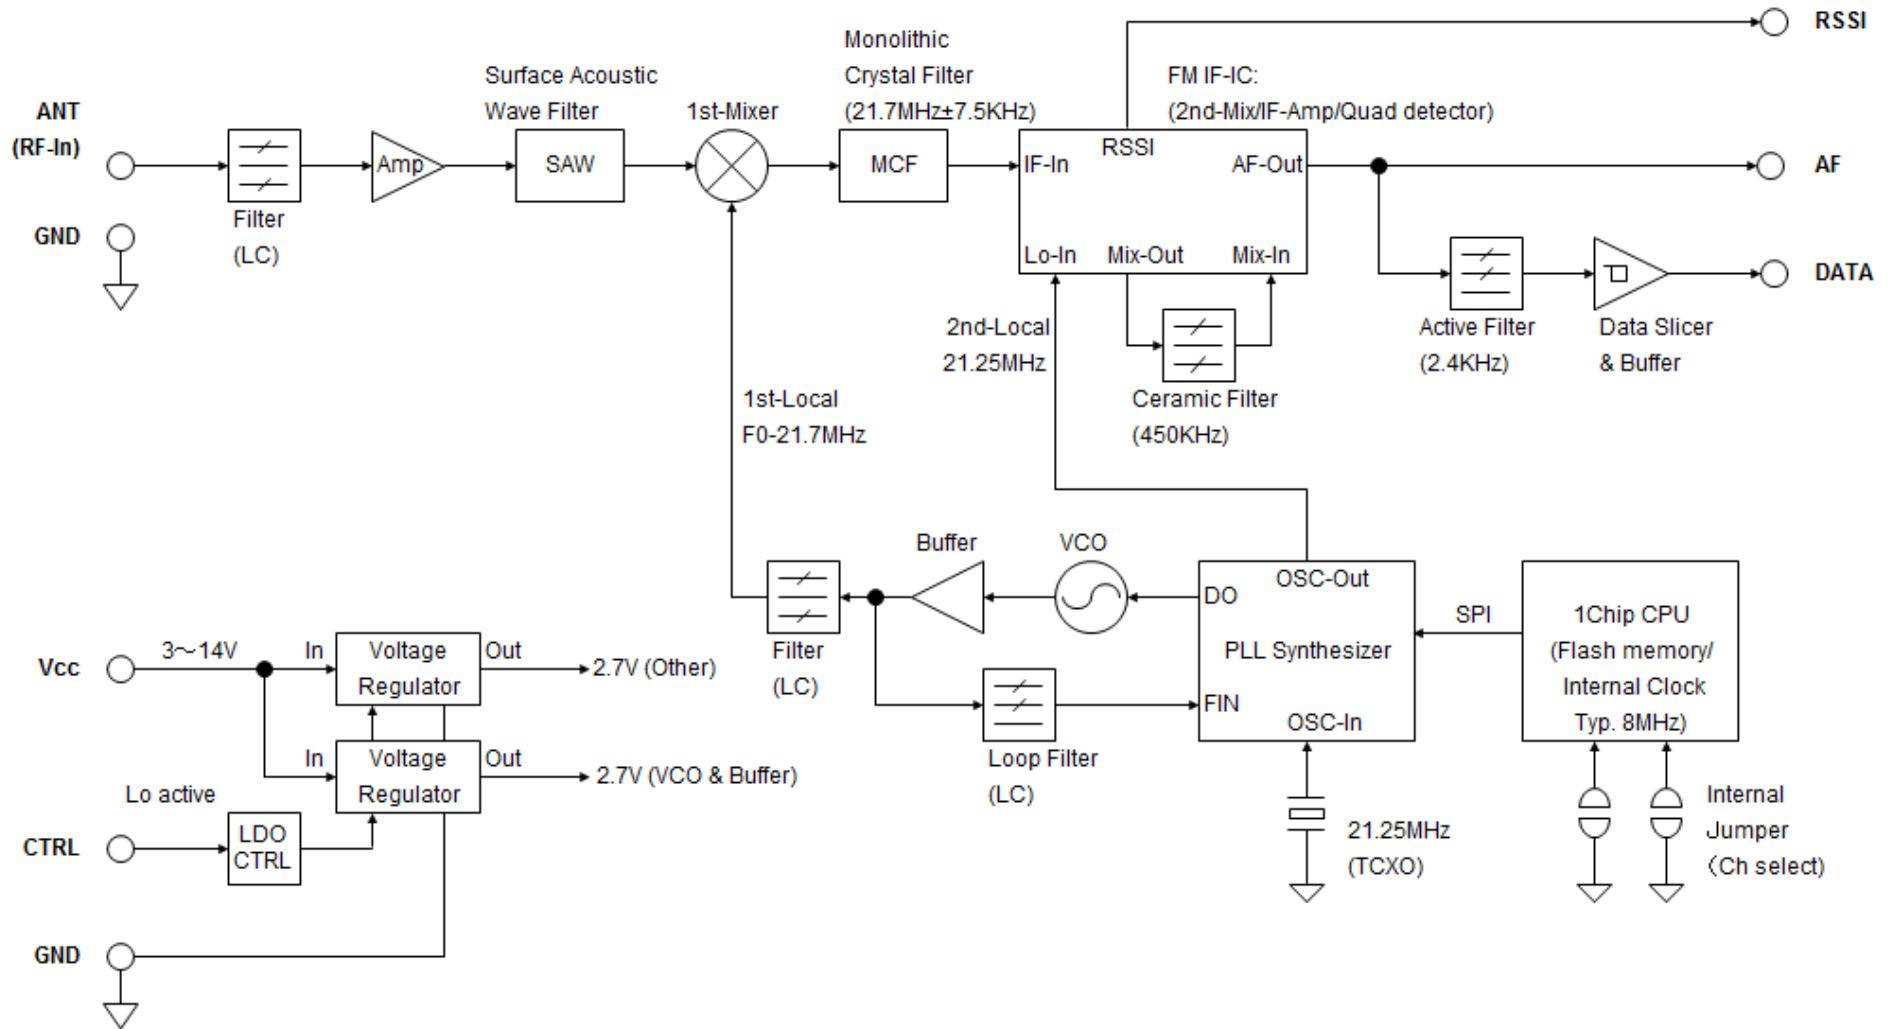 RSSI
Monolithic
Crystal Filter
(21.7MHz±7.5KHz)
Surface Acoustic
Wave Filter
1st-Mixer
FM IF-IC:
(2nd-Mix/IF-Amp/Quad detector)
ANT
(RF-In)
Amp
SAW
MCF
RSSI
IF-In
AF-Out
AF
Filter
(LC)
GND
Lo-In
Mix-Out
Mix-In
DATA
2nd-Local
21.25MHz
Active Filter
(2.4KHz)
Data Slicer
& Buffer
1st-Local
F0-21.7MHz
Ceramic Filter
(450KHz)
Buffer
VCO
OSC-Out
DO
PLL Synthesizer
FIN
OSC-In
SPI
1Chip CPU
(Flash memory/
Internal Clock
Typ. 8MHz)
Filter
(LC)
Loop Filter
(LC)
Vcc
3～14V
In
Voltage
Regulator
Out
2.7V (Other)
In
Voltage
Regulator
Out
2.7V (VCO & Buffer)
Lo active
CTRL
LDO
CTRL
21.25MHz
(TCXO)
Internal
Jumper
（Ch select)
GND